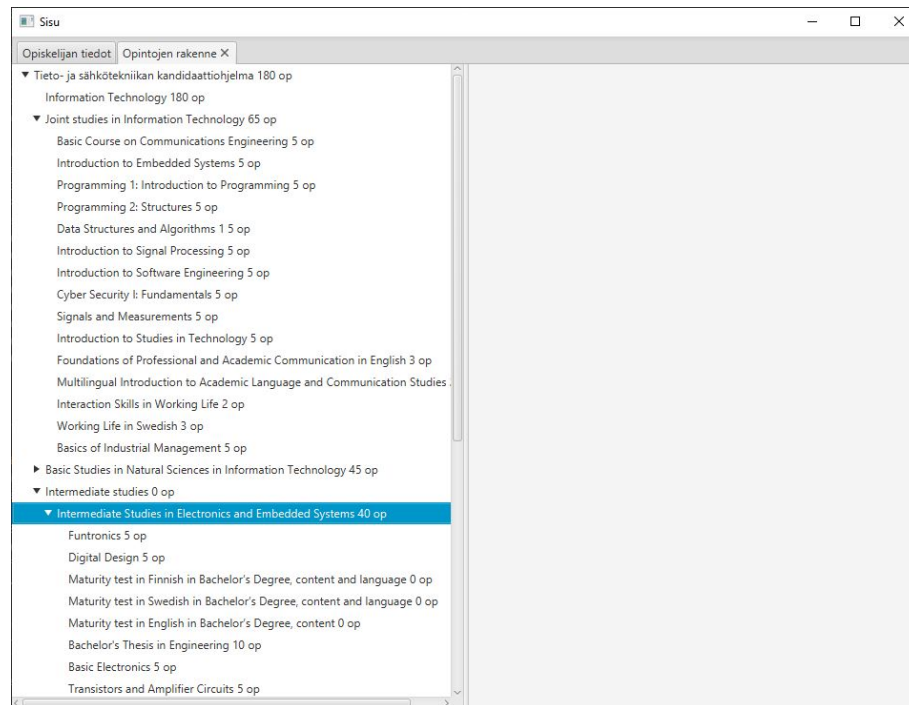 Sisu
Opiskelijan tiedot Opintojen rakenne
Tieto- ja sähkötekniikan kandidaattiohjelma 180 op
Information Technology 180 op
Joint studies in Information Technology 65 op
Basic Course on Communications Engineering 5 op
Introduction to Embedded Systems 5 op
Programming 1: Introduction to Programming 5 op
Programming 2: Structures 5 op
Data Structures and Algorithms 1 5 op
Introduction to Signal Processing 5 op
Introduction to Software Engineering 5 op
Cyber Security I: Fundamentals 5 op
Signals and Measurements 5 op
Introduction to Studies in Technology 5 op
Foundations of Professional and Academic Communication in English 3 op
Multilingual Introduction to Academic Language and Communication Studies
Interaction Skills in Working Life 2 op
Working Life in Swedish 3 op
Basics of Industrial Management 5 op
Basic Studies in Natural Sciences in Information Technology 45 op
Intermediate studies 0 op
Intermediate Studies in Electronics and Embedded Systems 40 op
Funtronics 5 op
Digital Design 5 op
Maturity test in Finnish in Bachelor's Degree, content and language 0 op
Maturity test in Swedish in Bachelor's Degree, content and language 0 op
Maturity test in English in Bachelor's Degree, content 0 op
Bachelor's Thesis in Engineering 10 op
Basic Electronics 5 op
Transistors and Amplifier Circuits 5 op